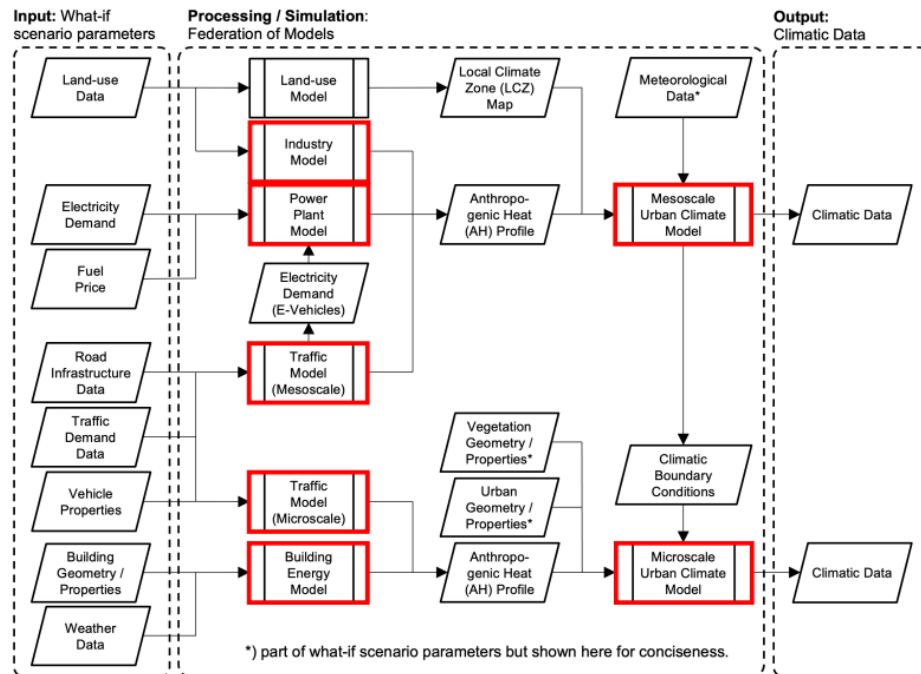 Input: What-if
scenario parameters
Processing / Simulation:
Federation of Models
Output:
Climatic Data
Land-use
Data
Land-use
Model
Local Climate
Zone (LCZ)
Map
Meteorological
Data*
Industry
Model
Electricity
Demand
Power
Plant
Model
Anthropo-
genic Heat
(AH) Profile
Mesoscale
Urban Climate
Model
Climatic Data
Fuel
Price
Electricity
Demand
(E-Vehicles)
Road
Infrastructure
Data
Traffic
Model
(Mesoscale)
Traffic
Demand
Data
Vegetation
Geometry /
Properties*
Climatic
Boundary
Conditions
Vehicle
Properties
Traffic
Model
(Microscale)
Urban
Geometry /
Properties*
Building
Geometry /
Properties
Building
Energy
Model
Anthropo-
genic Heat
(AH) Profile
Microscale
Urban Climate
Model
Climatic Data
Weather
Data
*) part of what-if scenario parameters but shown here for conciseness.